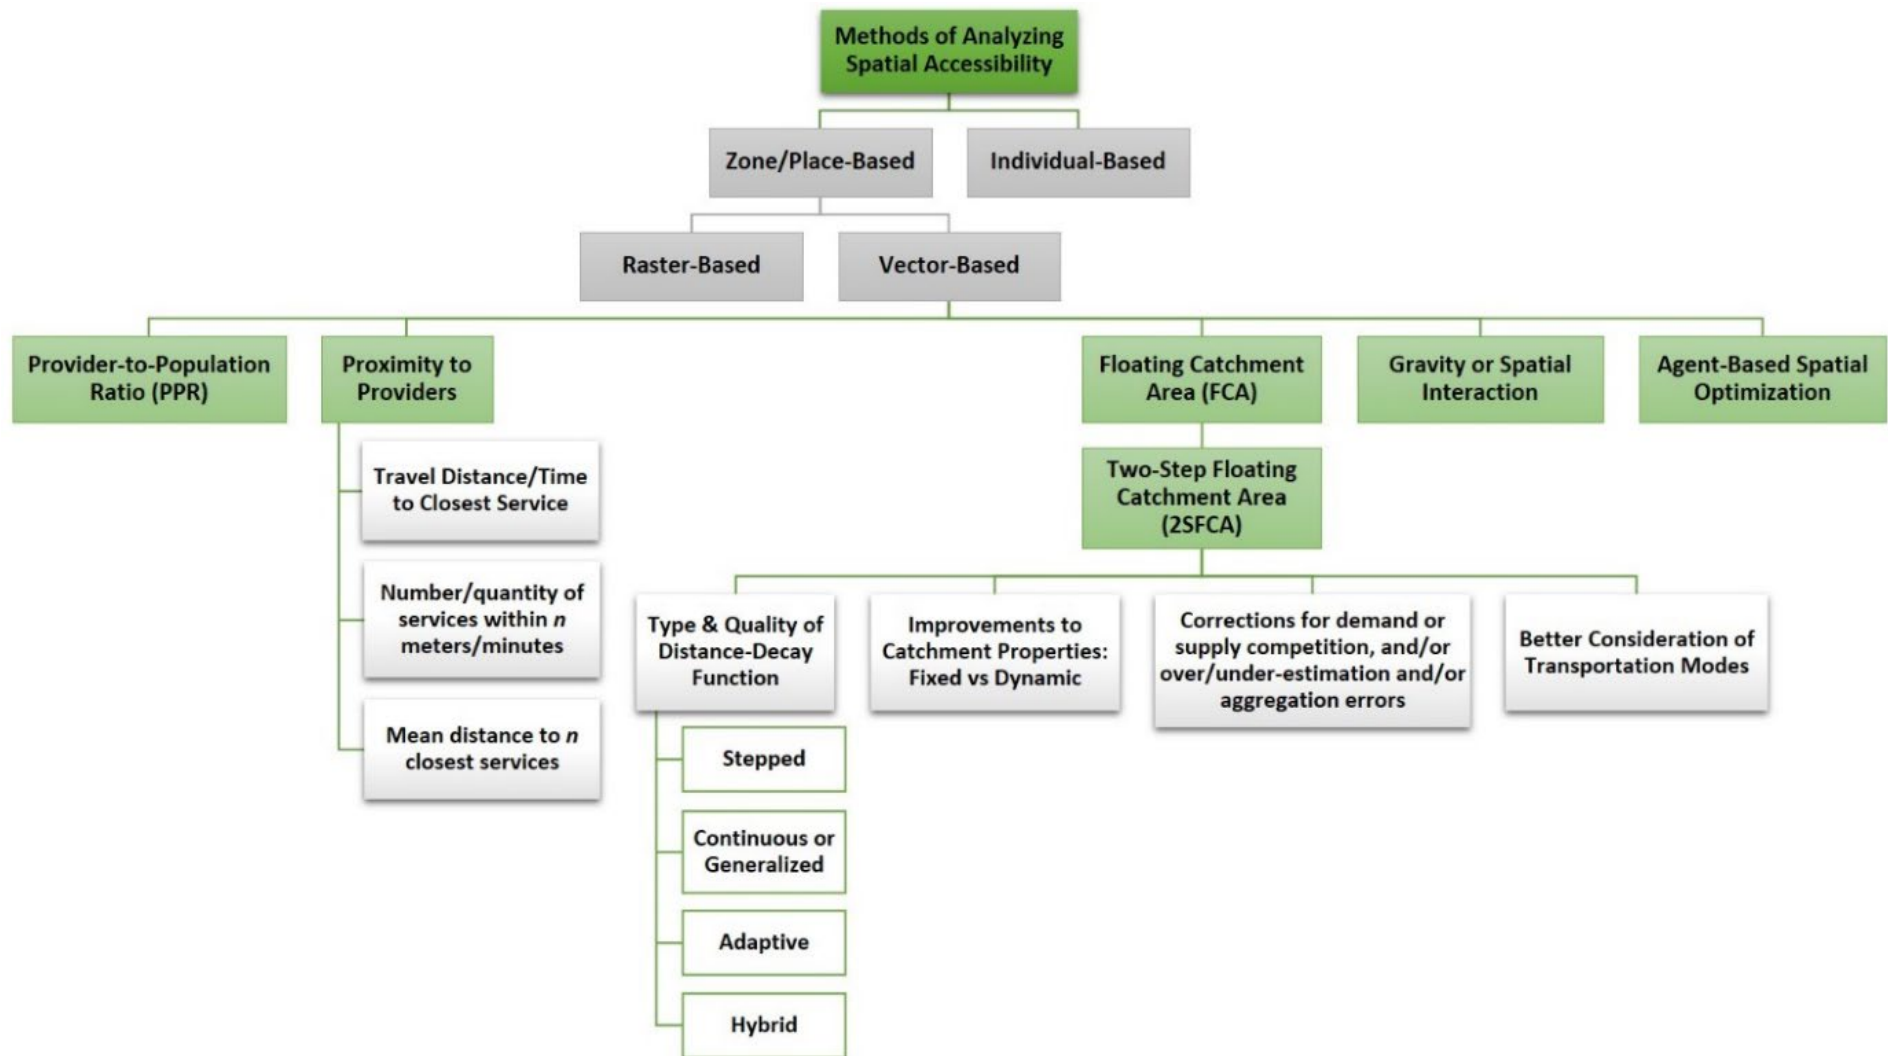 Methods of Analyzing
Spatial Accessibility
Zone/Place-Based
Individual-Based
Raster-Based
Vector-Based
Provider-to-Population
Ratio (PPR)
Proximity to
Providers
Floating Catchment
Area (FCA)
Gravity or Spatial
Interaction
Agent-Based Spatial
Optimization
Travel Distance/Time
to Closest Service
Number/quantity of
services within n
meters/minutes
Mean distance to n
closest services
Two-Step Floating
Catchment Area
(2SFCA)
Type & Quality of
Distance-Decay
Function
Improvements to
Catchment Properties:
Fixed vs Dynamic
Corrections for demand or
supply competition, and/or
over/under-estimation and/or
aggregation errors
Better Consideration of
Transportation Modes
Stepped
Continuous or
Generalized
Adaptive
Hybrid